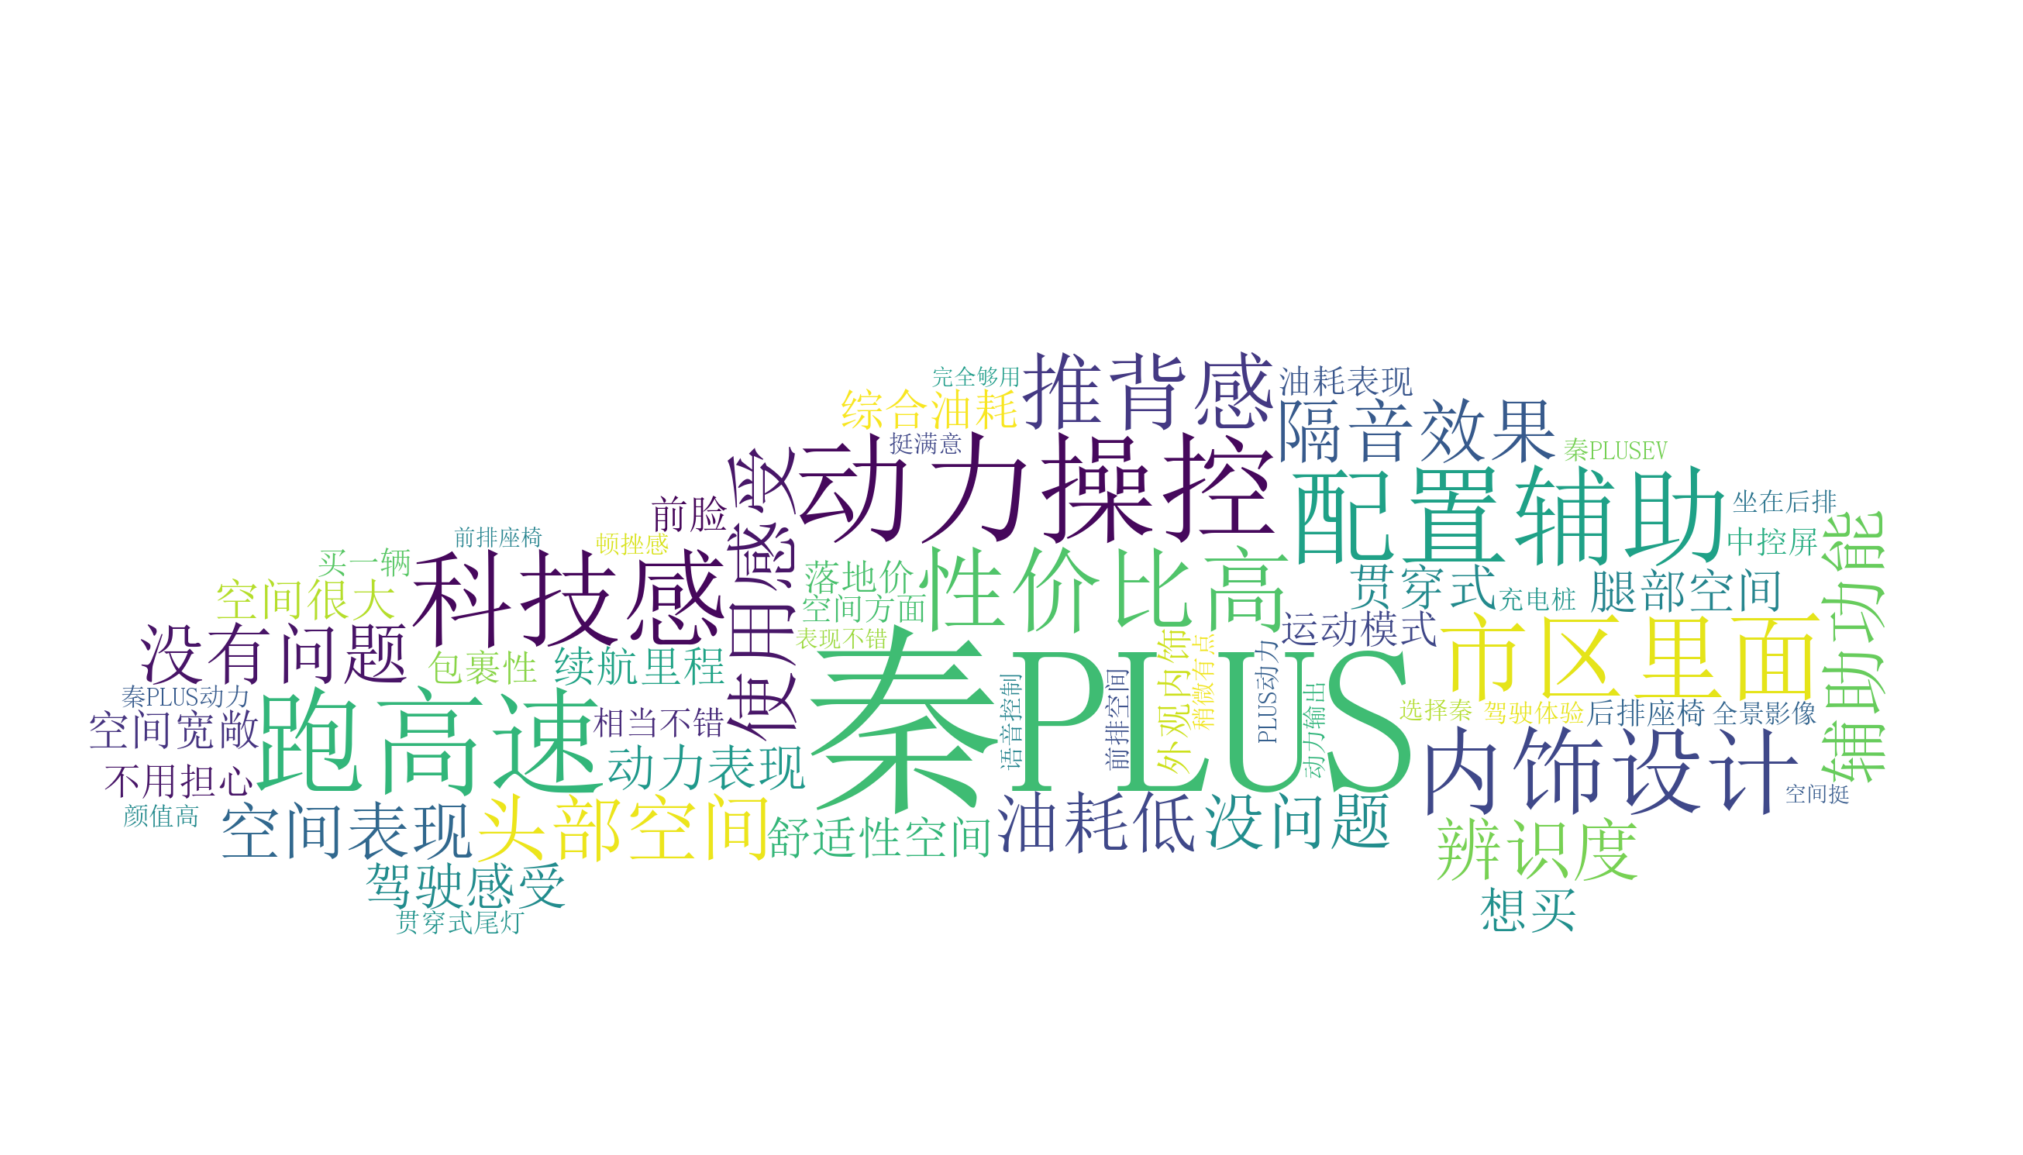 完全够用
推背感
油耗表现
综合油耗
隔音效果
挺满意
秦PLUSEV
动力操控
使用感受
配置辅助
坐在后排
前脸
前排座椅
顿挫感
科技感
中控屏
辅助功能
买一辆
空间很大
落地价
性价比高
贯穿式
充电桩
腿部空间
空间方面
运动模式
市区里面
没有问题
包裹性
续航里程
表现不错
秦PLUS
外观内饰
稍微有点
PLUS动力
语音控制
前排空间
动力输出
秦PLUS动力
空间宽敞
跑高速
相当不错
选择秦
驾驶体验
后排座椅
全景影像
不用担心
动力表现
内饰设计
空间挺
颜值高
空间表现
头部空间
舒适性空间
油耗低
没问题
辨识度
驾驶感受
想买
贯穿式尾灯